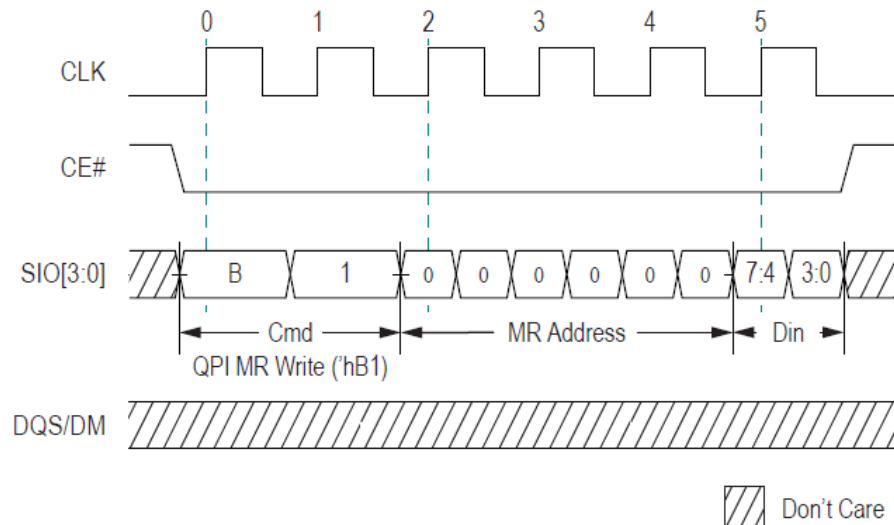 0 1 2 3 4 5
CLK
CE#
SIO[3:0] B 1 0 0 0 0 0 0 7:4 3:0
Cmd MR Address Din
QPI MR Write ('hB1)
DQS/DM
Don't Care